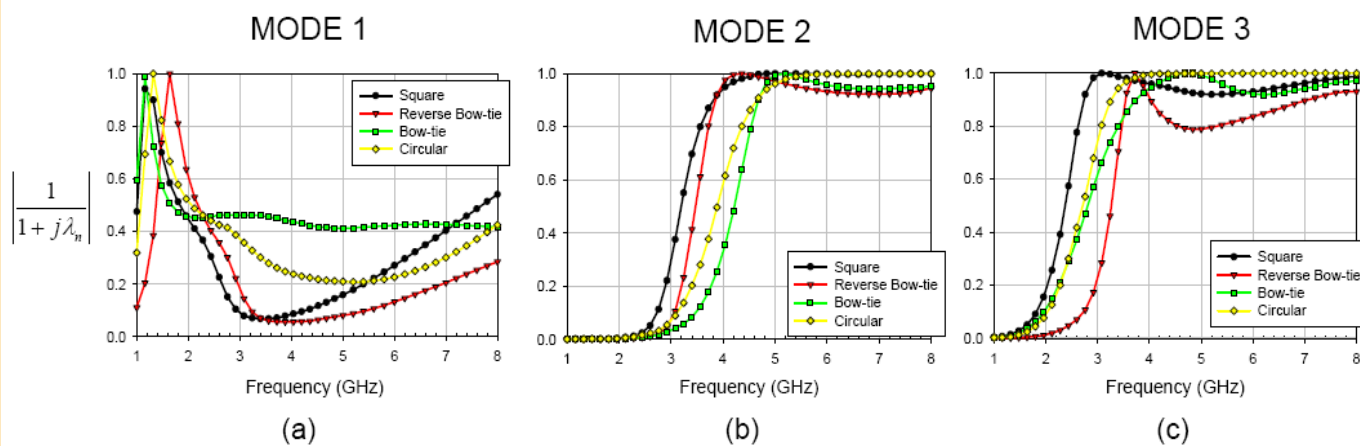 MODE 1
MODE 2
MODE 3
1.0
0.8
0.6
0.4
0.2
0.0
Square
Reverse Bow-tie
Bow-tie
Circular
1 2 3 4 5 6 7 8
Frequency (GHz)
(a)
1.0
0.8
0.6
0.4
0.2
0.0
Square
Reverse Bow-tie
Bow-tie
Circular
1 2 3 4 5 6 7 8
Frequency (GHz)
(b)
1.0
0.8
0.6
0.4
0.2
0.0
Square
Reverse Bow-tie
Bow-tie
Circular
1 2 3 4 5 6 7 8
Frequency (GHz)
(c)
|1 / (1 + jλn)|